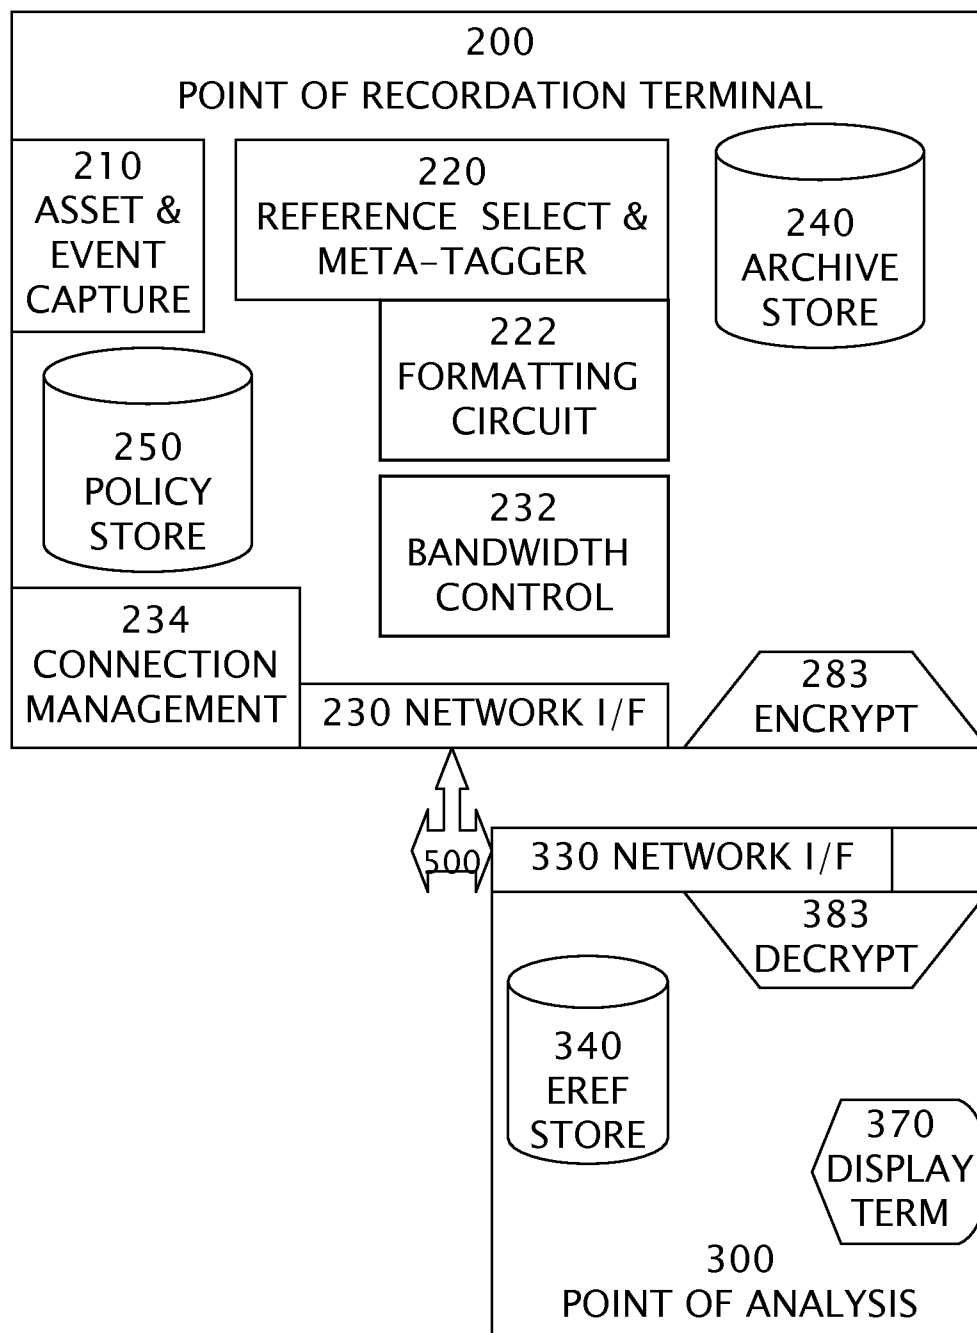 200
POINT OF RECORDATION TERMINAL
210
ASSET &
EVENT
CAPTURE
220
REFERENCE SELECT &
META-TAGGER
240
ARCHIVE
STORE
222
FORMATTING
CIRCUIT
250
POLICY
STORE
232
BANDWIDTH
CONTROL
234
CONNECTION
MANAGEMENT
230 NETWORK I/F
283
ENCRYPT
500
330 NETWORK I/F
383
DECRYPT
340
EREF
STORE
370
DISPLAY
TERM
300
POINT OF ANALYSIS